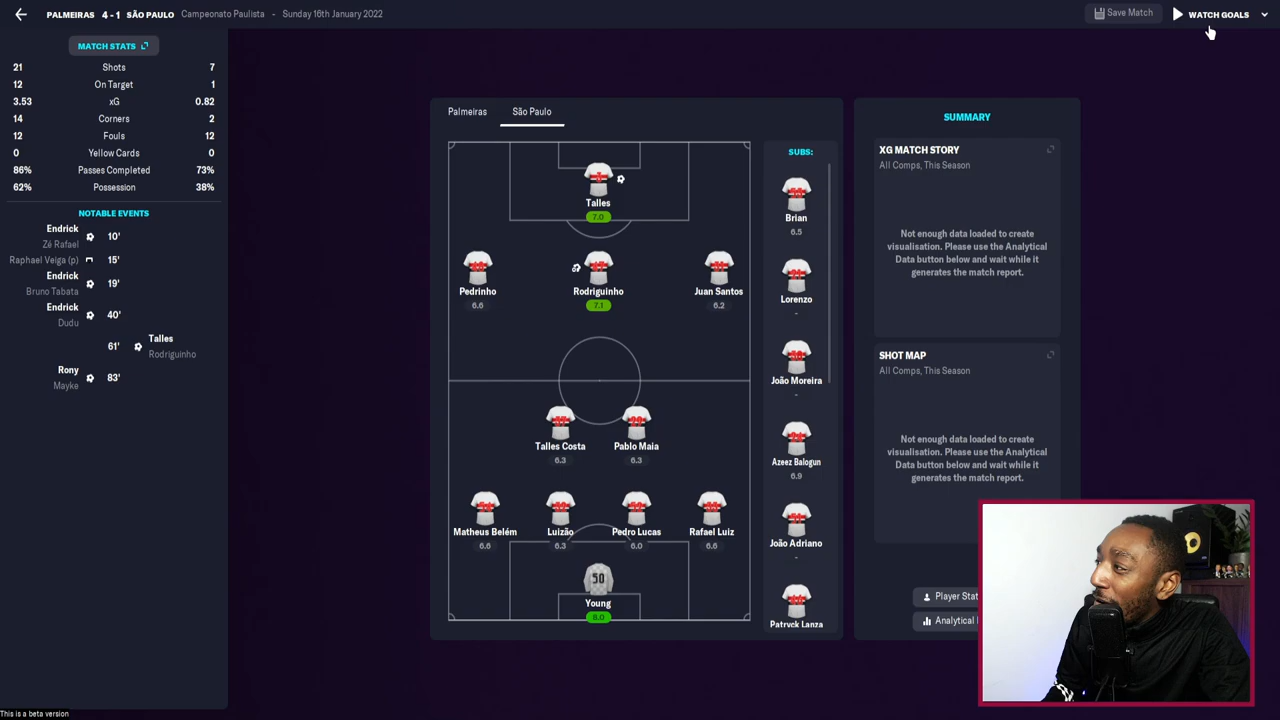 PALMEIRAS 4 - 1 SÃO PAULO Campeonato Paulista - Sunday 16th January 2022
Save Match
WATCH GOALS
MATCH STATS
21 Shots 7
12 On Target 1
3.53 xG 0.82
14 Corners 2
12 Fouls 12
0 Yellow Cards 0
86% Passes Completed 73%
62% Possession 38%
NOTABLE EVENTS
Endrick 10'
Zé Rafael
Raphael Veiga (p) 15'
Endrick 19'
Bruno Tabata
Endrick 40'
Dudu
61' Talles
Rodriguinho
Rony 83'
Mayke
Palmeiras São Paulo
Talles
7.0
Pedrinho Rodriguinho Juan Santos
6.6 7.1 6.2
Talles Costa Pablo Maia
6.3 6.3
Matheus Belém Luizão Pedro Lucas Rafael Luiz
6.6 6.3 6.0 6.6
50
Young
8.0
SUBS:
Brian
6.5
Lorenzo
-
João Moreira
-
Azeez Balogun
6.9
João Adriano
-
Patryck Lanza
SUMMARY
XG MATCH STORY
All Comps, This Season
Not enough data loaded to create
visualisation. Please use the Analytical
Data button below and wait while it
generates the match report.
SHOT MAP
All Comps, This Season
Not enough data loaded to create
visualisation. Please use the Analytical
Data button below and wait while it
generates the match report.
Player Stat
Analytical
This is a beta version